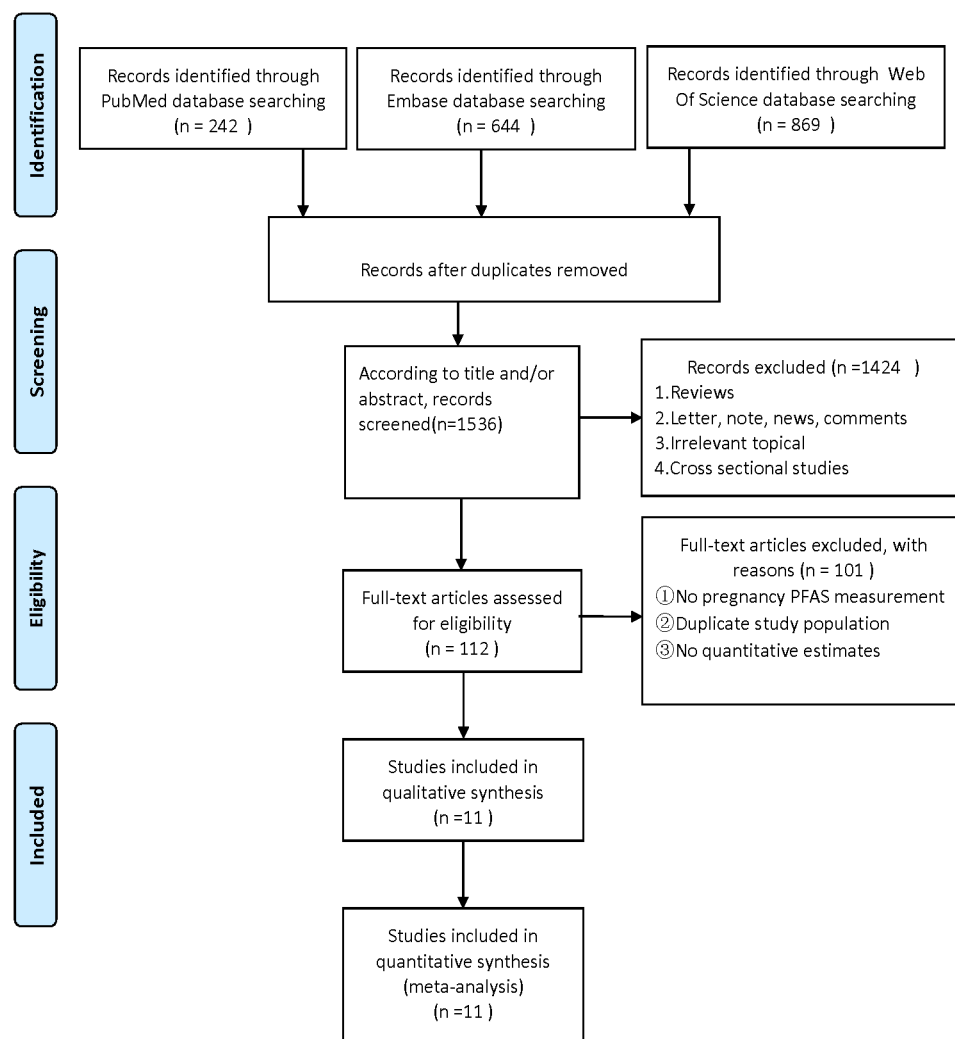 Identification
Records identified through
PubMed database searching
(n = 242 )
Records identified through
Embase database searching
(n = 644 )
Records identified through Web
Of Science database searching
(n = 869 )
Records after duplicates removed
Screening
According to title and/or
abstract, records
screened(n=1536)
Records excluded (n =1424 )
1.Reviews
2.Letter, note, news, comments
3.Irrelevant topical
4.Cross sectional studies
Eligibility
Full-text articles assessed
for eligibility
(n = 112 )
Full-text articles excluded, with
reasons (n = 101 )
①No pregnancy PFAS measurement
②Duplicate study population
③No quantitative estimates
Included
Studies included in
qualitative synthesis
(n =11 )
Studies included in
quantitative synthesis
(meta-analysis)
(n =11 )